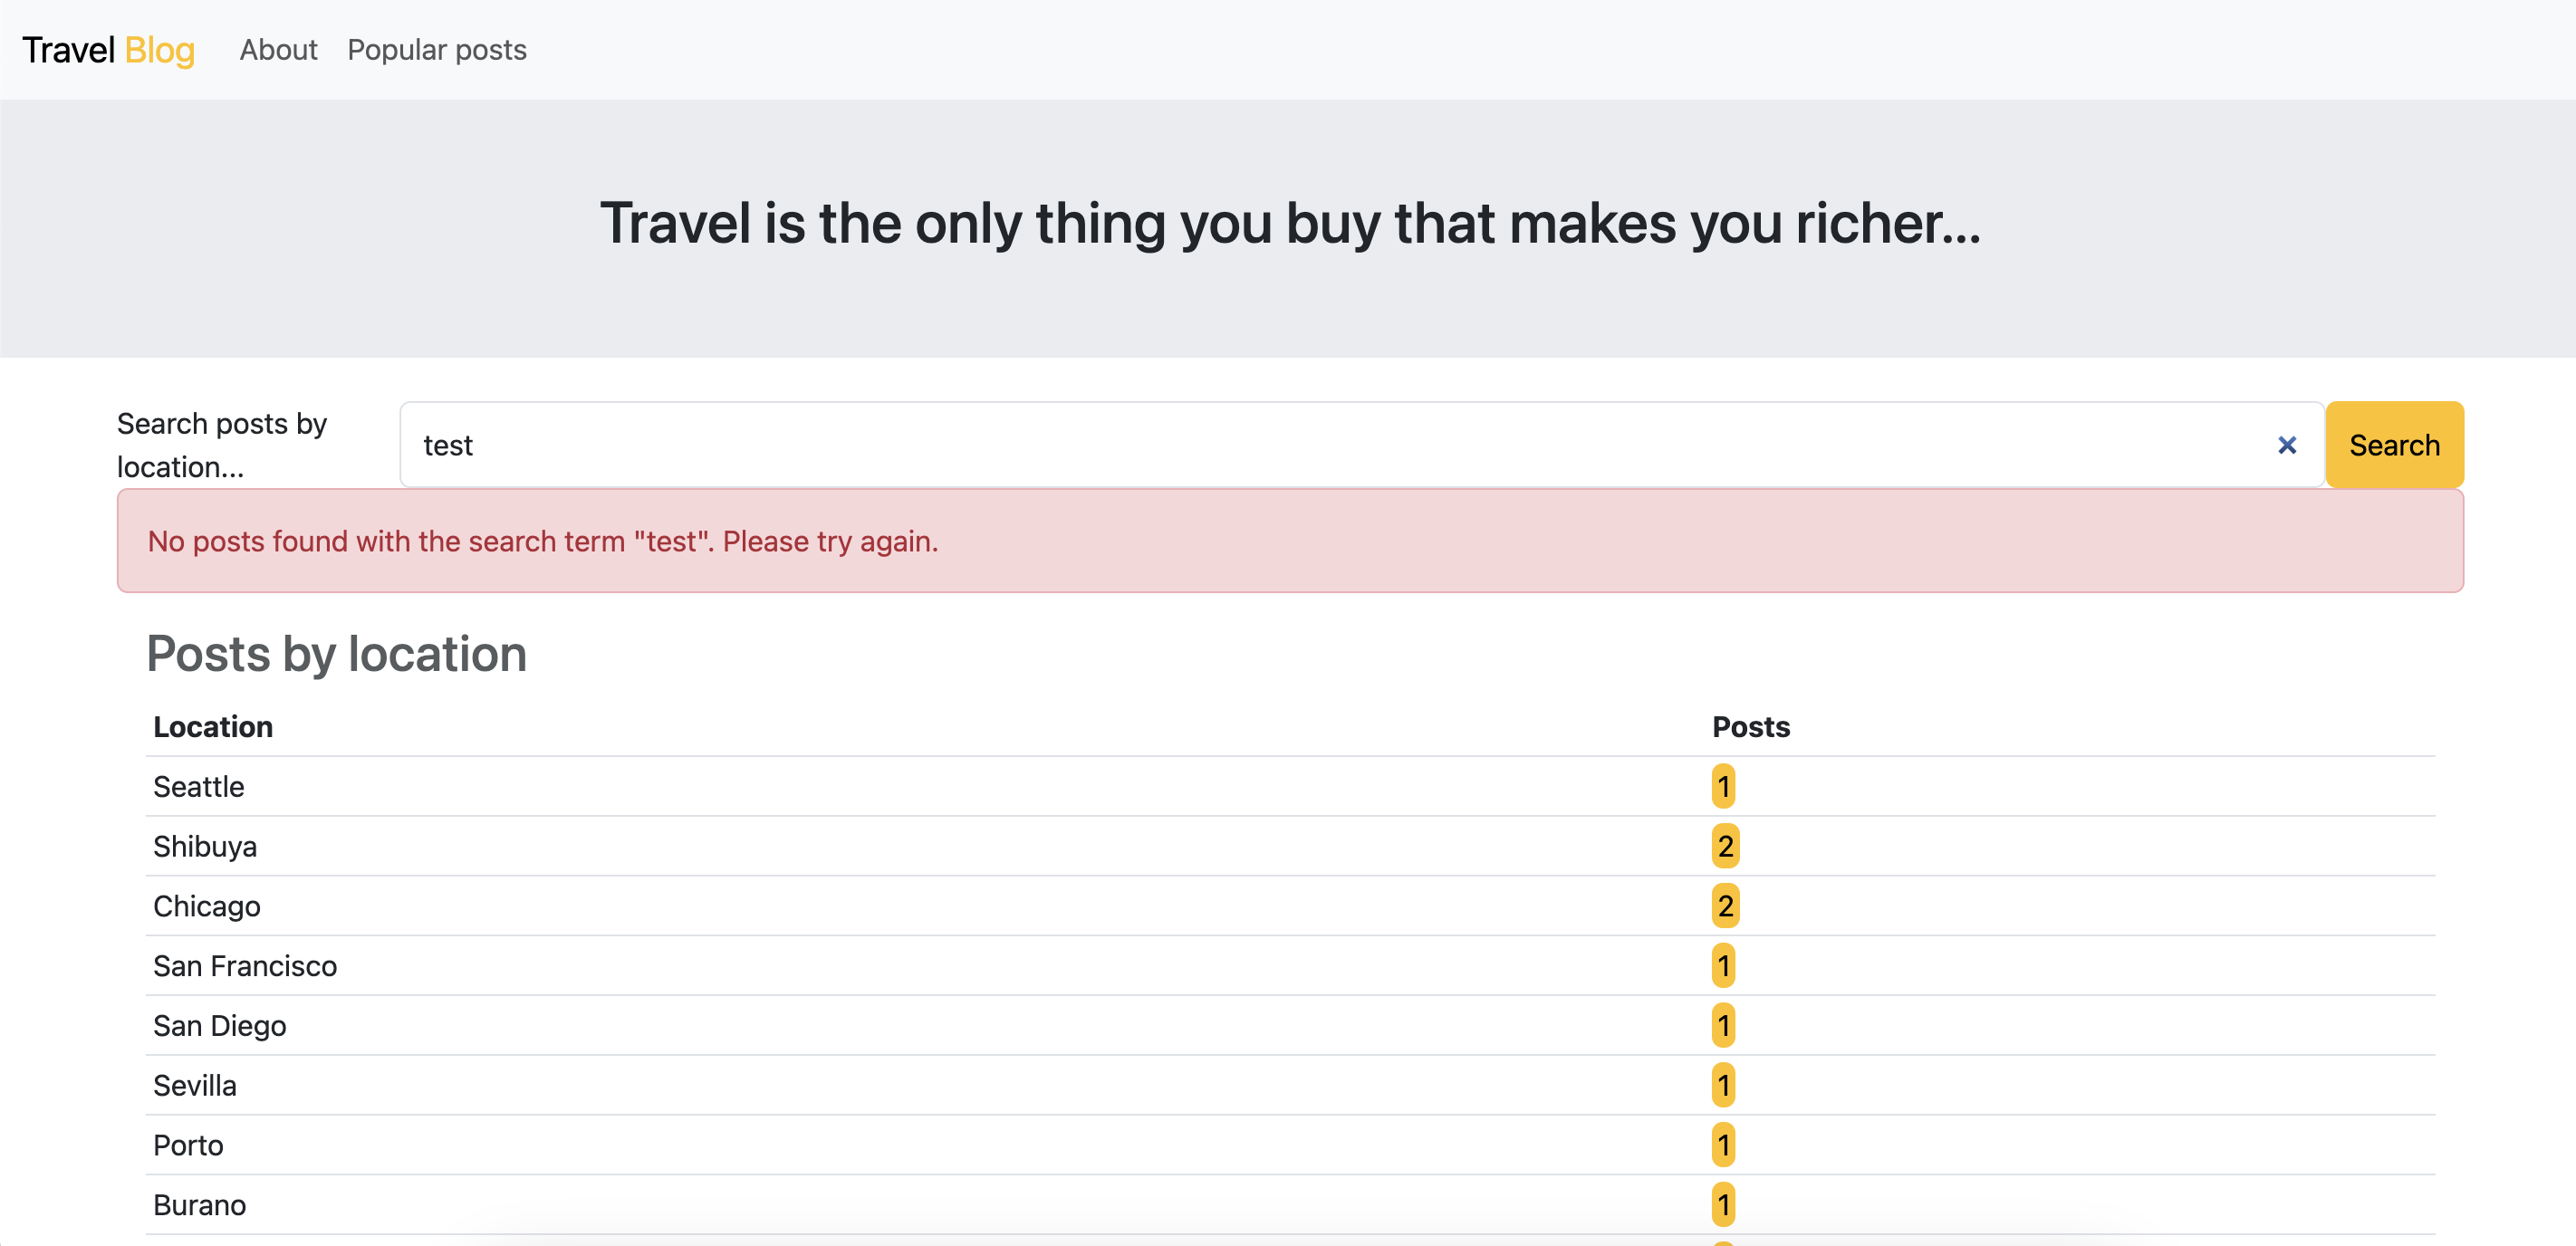 Travel Blog About Popular posts
Travel is the only thing you buy that makes you richer...
Search posts by
location...
test × Search
No posts found with the search term "test". Please try again.
Posts by location
Location Posts
Seattle 1
Shibuya 2
Chicago 2
San Francisco 1
San Diego 1
Sevilla 1
Porto 1
Burano 1